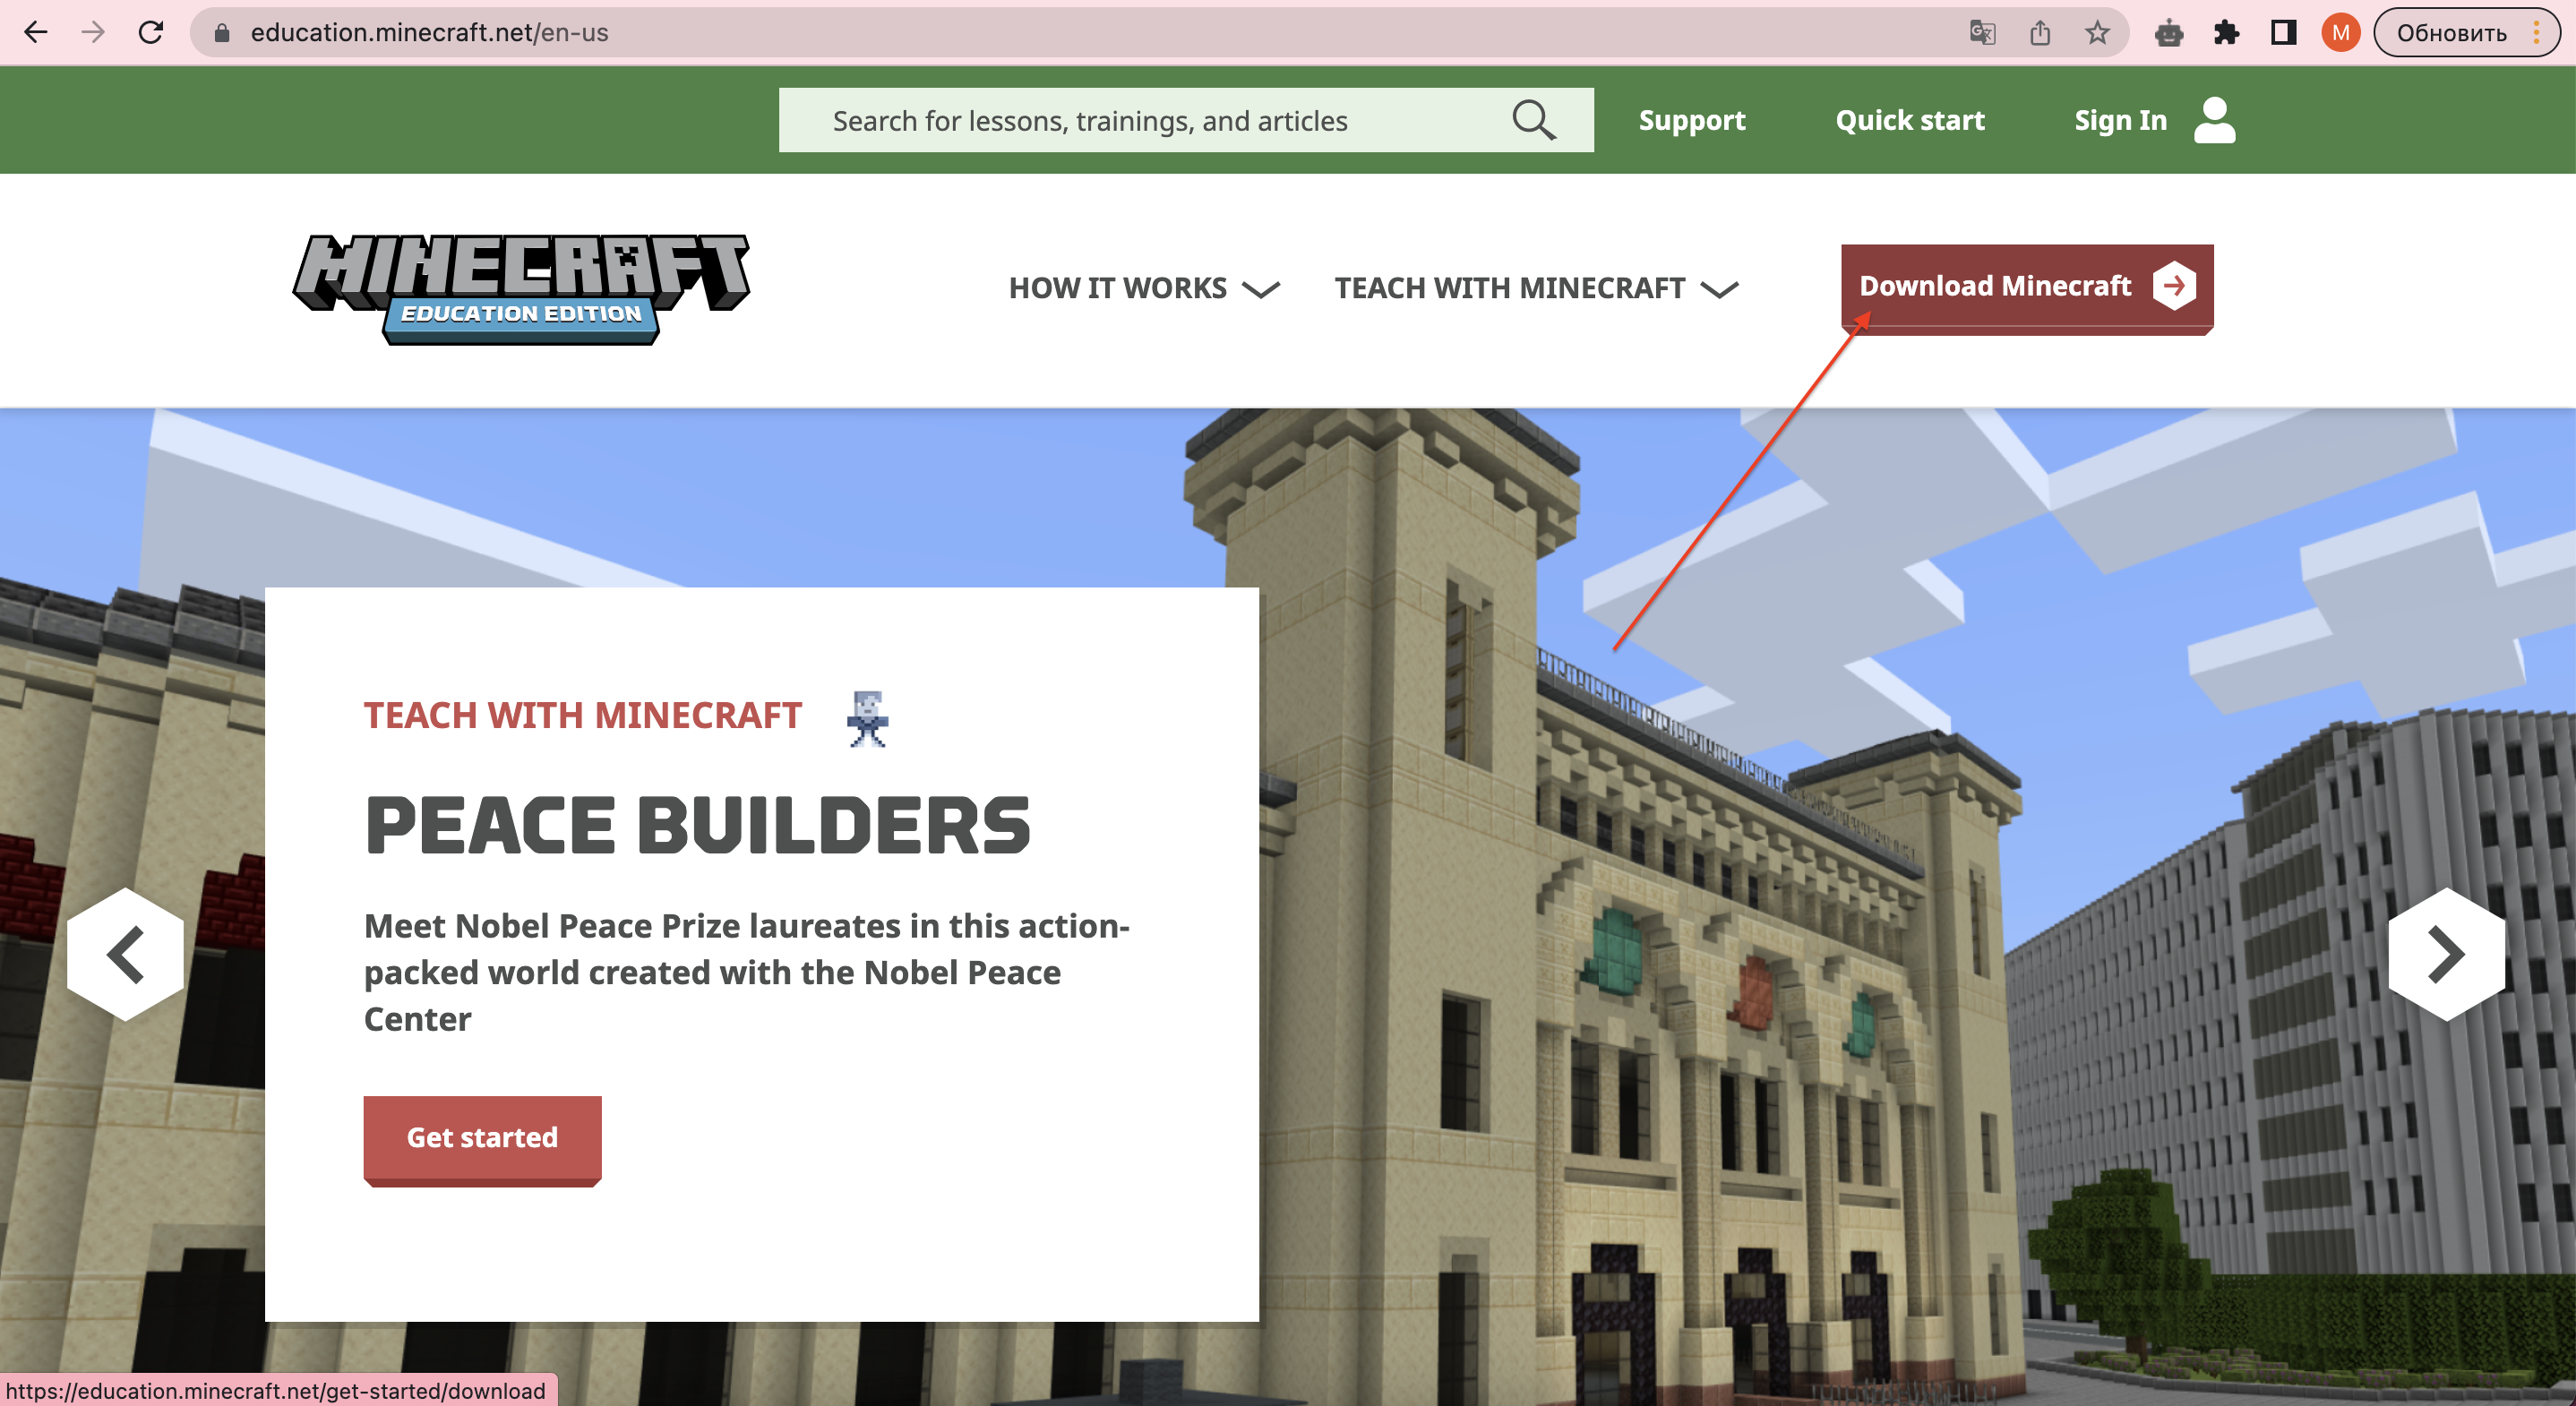 education.minecraft.net/en-us
M
Обновить
Search for lessons, trainings, and articles
Support
Quick start
Sign In
MINECRAFT
EDUCATION EDITION
HOW IT WORKS
TEACH WITH MINECRAFT
Download Minecraft
TEACH WITH MINECRAFT
PEACE BUILDERS
Meet Nobel Peace Prize laureates in this action-
packed world created with the Nobel Peace
Center
Get started
https://education.minecraft.net/get-started/download